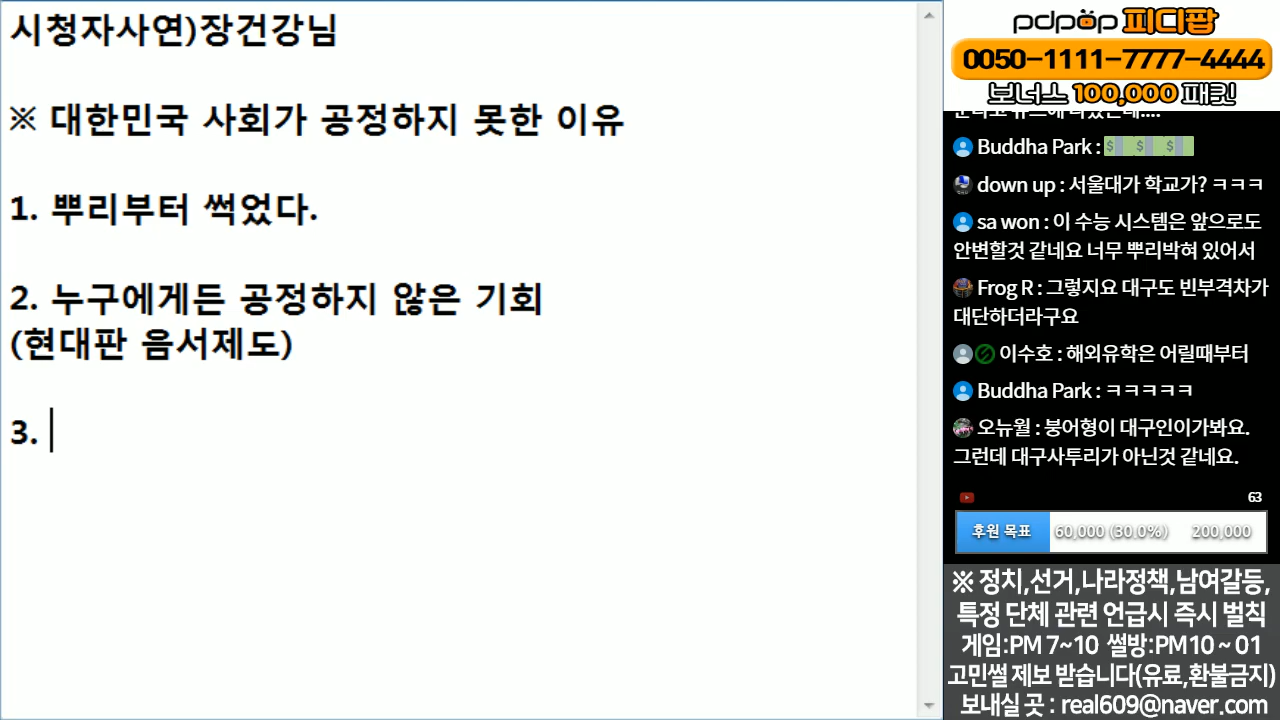 시청자사연)장건강님
※ 대한민국 사회가 공정하지 못한 이유
1. 뿌리부터 썩었다.
2. 누구에게든 공정하지 않은 기회
(현대판 음서제도)
3.
pdpop 피디팝
0050-1111-7777-4444
보너스 100,000 패킷
Buddha Park :
down up : 서울대가 학교가? ㅋㅋㅋ
sa won : 이 수능 시스템은 앞으로도
안변할것 같네요 너무 뿌리박혀 있어서
Frog R : 그렇지요 대구도 빈부격차가
대단하더라구요
이수호 : 해외유학은 어릴때부터
Buddha Park : ㅋㅋㅋㅋㅋ
오뉴월 : 붕어형이 대구인이가봐요.
그런데 대구사투리가 아닌것 같네요.
63
후원 목표 60,000 (30.0%) 200,000
※ 정치,선거,나라정책,남여갈등,
특정 단체 관련 언급시 즉시 벌칙
게임:PM 7~10 썰방:PM10 ~ 01
고민썰 제보 받습니다(유료,환불금지)
보내실 곳 : real609@naver.com